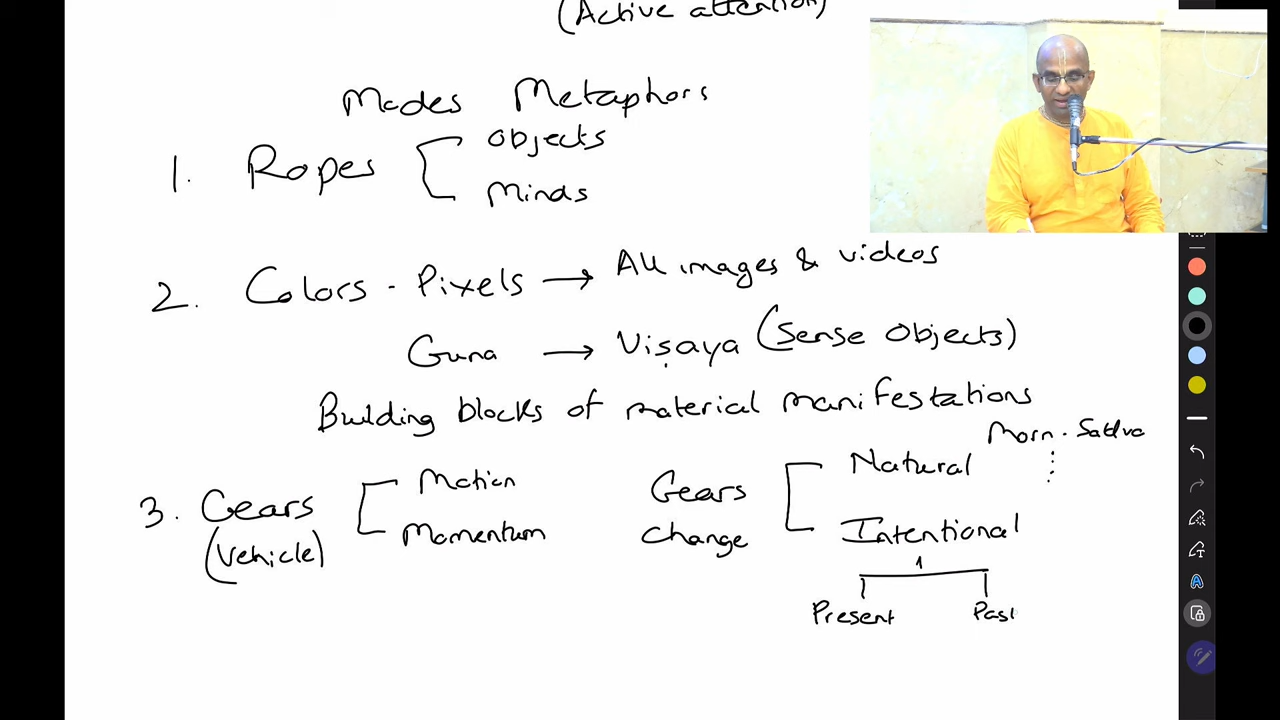 (Active attention)
Modes Metaphors
1. Ropes
Objects
Minds
2. Colors - Pixels → All images & videos
Guna → Viṣaya (Sense Objects)
Building blocks of material manifestations
Morn. Sattva
3. Gears
(Vehicle)
Motion
Momentum
Gears
change
Natural
Intentional
Present
Past
A